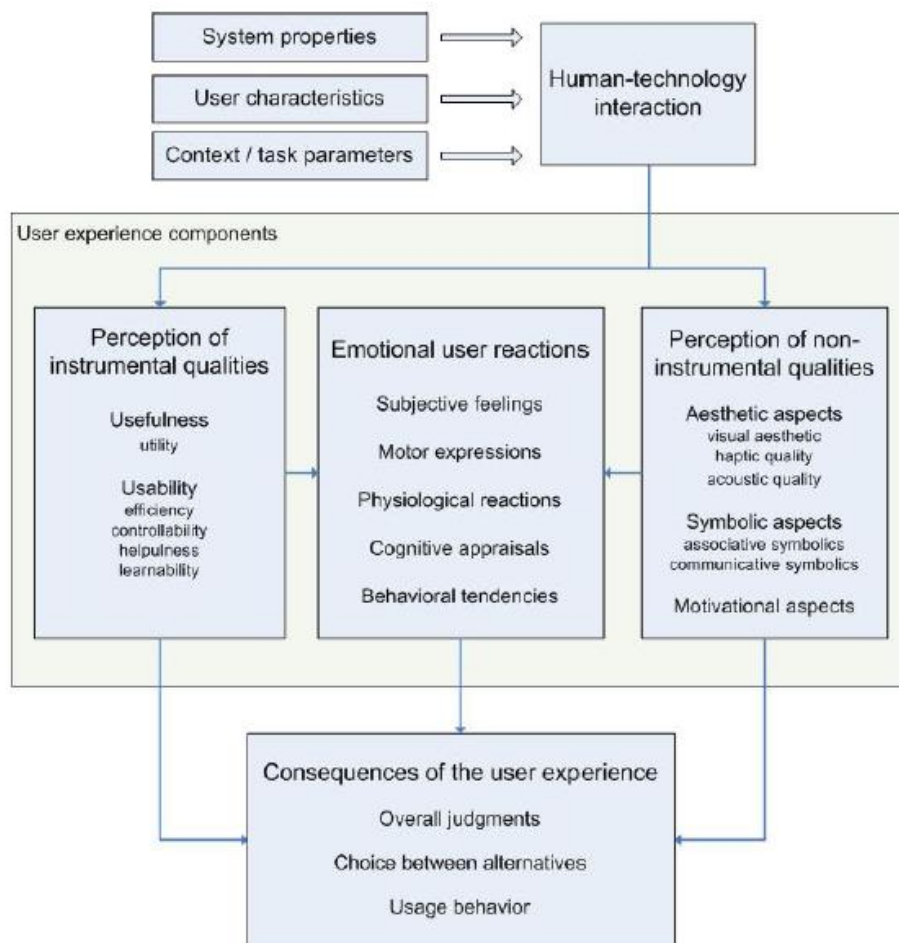 System properties
User characteristics
Context / task parameters
Human-technology
interaction
User experience components
Perception of
instrumental qualities
Usefulness
utility
Usability
efficiency
controllability
helpulness
learnability
Emotional user reactions
Subjective feelings
Motor expressions
Physiological reactions
Cognitive appraisals
Behavioral tendencies
Perception of non-
instrumental qualities
Aesthetic aspects
visual aesthetic
haptic quality
acoustic quality
Symbolic aspects
associative symbolics
communicative symbolics
Motivational aspects
Consequences of the user experience
Overall judgments
Choice between alternatives
Usage behavior